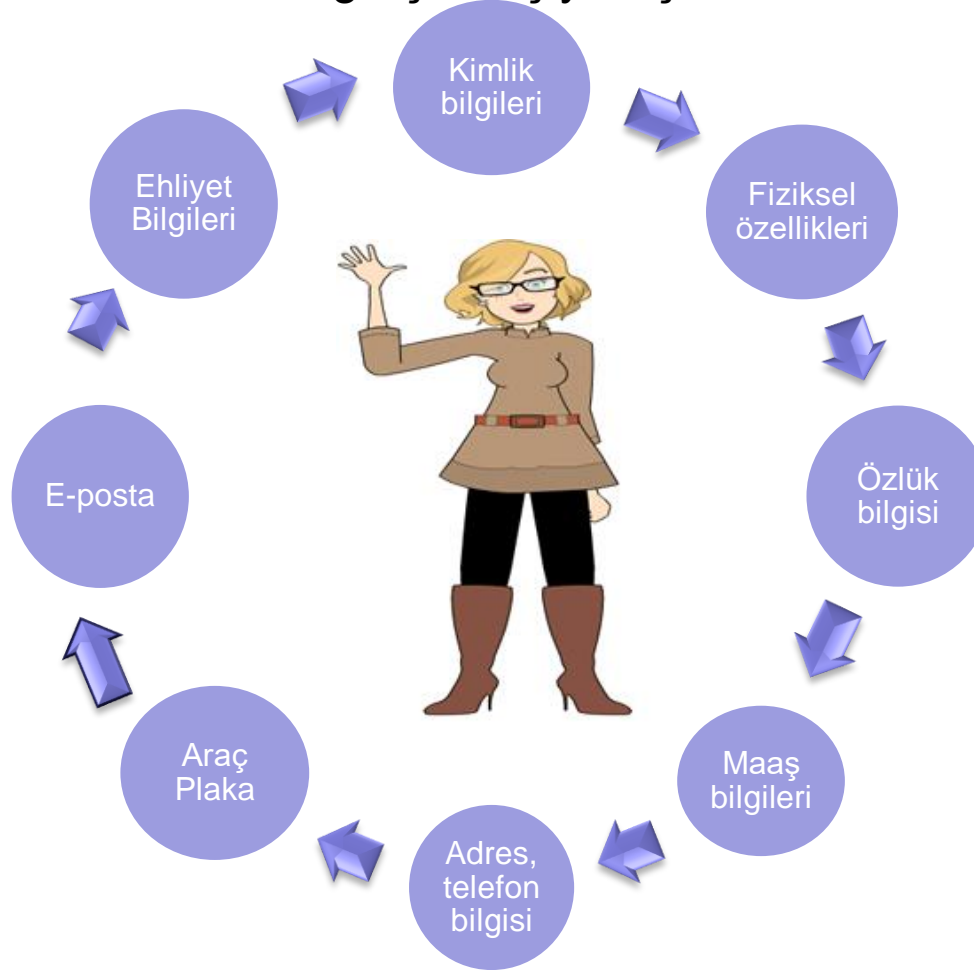 Kimlik
bilgileri
Fiziksel
özellikleri
Özlük
bilgisi
Maaş
bilgileri
Adres,
telefon
bilgisi
Araç
Plaka
E-posta
Ehliyet
Bilgileri